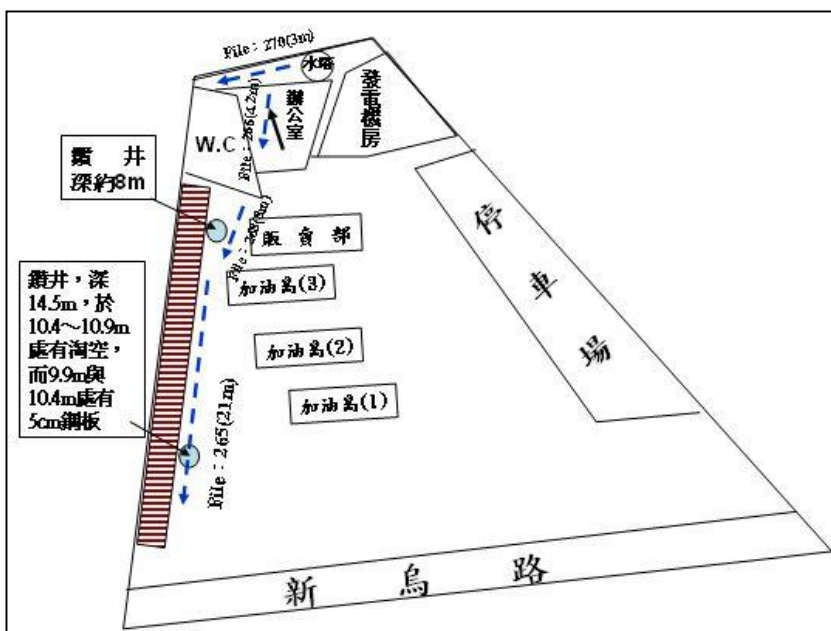 File：270(3m)
水塔
辦公室
發電機房
File：266(4.2m)
W.C
鑽 井
深約8m
販賣部
加油島(3)
鑽井，深
14.5m，於
10.4～10.9m
處有淘空，
而9.9m與
10.4m處有
5cm鋼板
加油島(2)
加油島(1)
File：265(21m)
停車場
新烏路